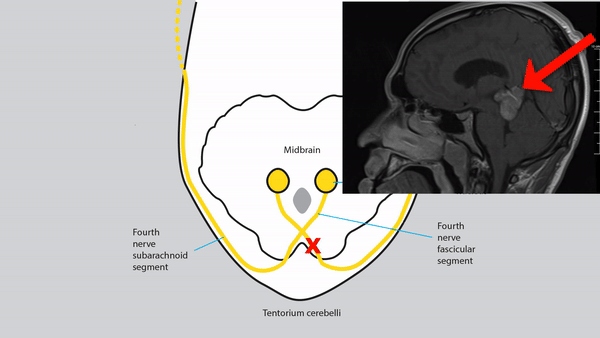 Midbrain
Fourth
nerve
subarachnoid
segment
Fourth
nerve
fascicular
segment
X
Tentorium cerebelli